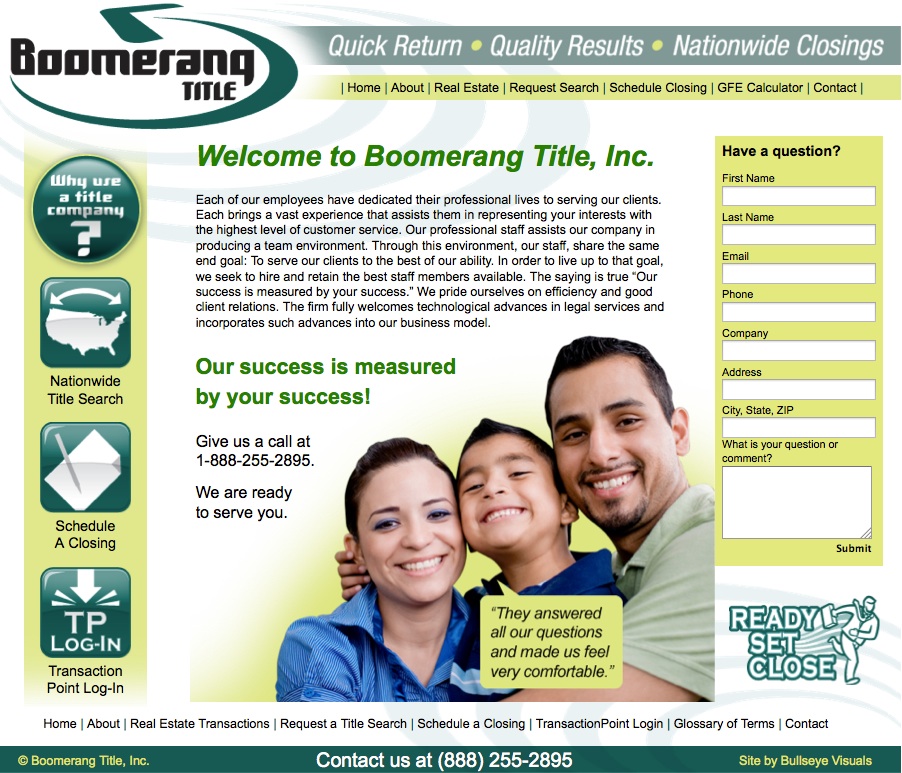 Boomerang
TITLE
Quick Return • Quality Results • Nationwide Closings
| Home | About | Real Estate | Request Search | Schedule Closing | GFE Calculator | Contact |
Why use
a title
company
?
Nationwide
Title Search
Schedule
A Closing
TP
LOG-IN
Transaction
Point Log-In
Welcome to Boomerang Title, Inc.
Each of our employees have dedicated their professional lives to serving our clients.
Each brings a vast experience that assists them in representing your interests with
the highest level of customer service. Our professional staff assists our company in
producing a team environment. Through this environment, our staff, share the same
end goal: To serve our clients to the best of our ability. In order to live up to that goal,
we seek to hire and retain the best staff members available. The saying is true “Our
success is measured by your success.” We pride ourselves on efficiency and good
client relations. The firm fully welcomes technological advances in legal services and
incorporates such advances into our business model.
Our success is measured
by your success!
Give us a call at
1-888-255-2895.
We are ready
to serve you.
“They answered
all our questions
and made us feel
very comfortable.”
Have a question?
First Name
Last Name
Email
Phone
Company
Address
City, State, ZIP
What is your question or
comment?
Submit
READY
SET
CLOSE
Home | About | Real Estate Transactions | Request a Title Search | Schedule a Closing | TransactionPoint Login | Glossary of Terms | Contact
© Boomerang Title, Inc.
Contact us at (888) 255-2895
Site by Bullseye Visuals